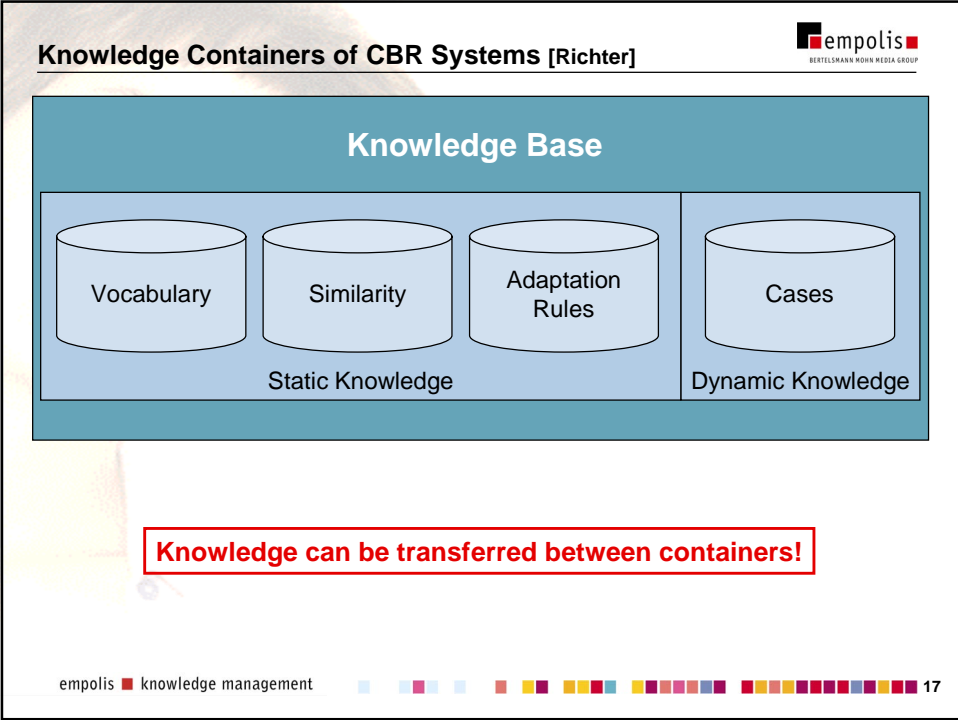 Knowledge Containers of CBR Systems [Richter]
empolis
BERTELSMANN MOHN MEDIA GROUP
Knowledge Base
Vocabulary
Similarity
Adaptation
Rules
Cases
Static Knowledge
Dynamic Knowledge
Knowledge can be transferred between containers!
empolis knowledge management
17